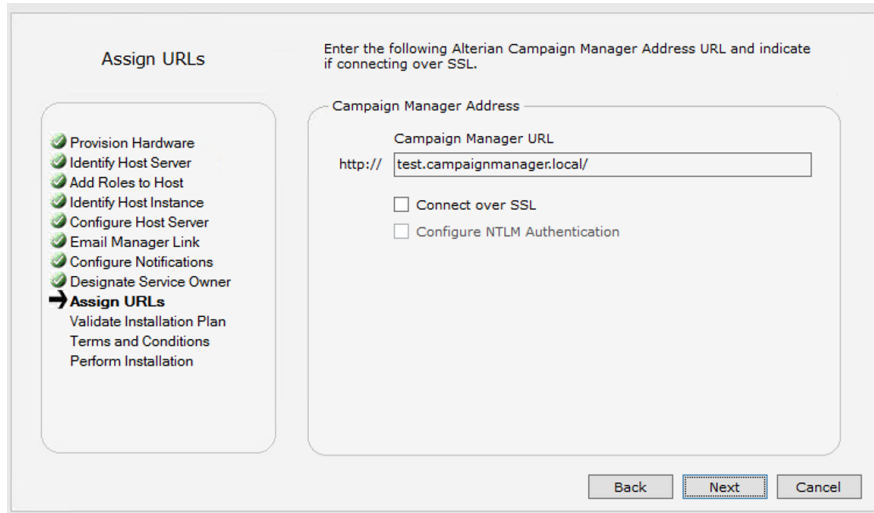 Assign URLs
Enter the following Alterian Campaign Manager Address URL and indicate
if connecting over SSL.
Provision Hardware
Identify Host Server
Add Roles to Host
Identify Host Instance
Configure Host Server
Email Manager Link
Configure Notifications
Designate Service Owner
Assign URLs
Validate Installation Plan
Terms and Conditions
Perform Installation
Campaign Manager Address
Campaign Manager URL
http:// test.campaignmanager.local/
Connect over SSL
Configure NTLM Authentication
Back Next Cancel